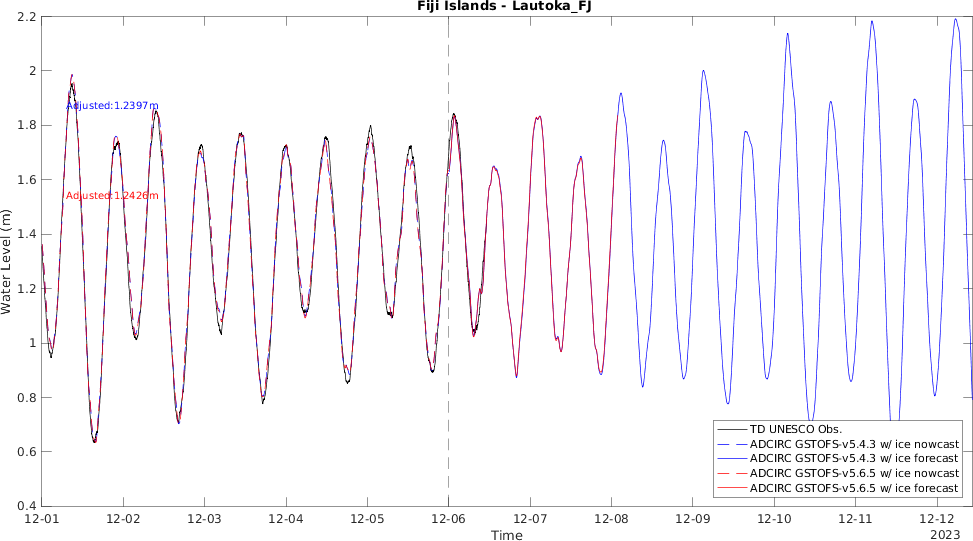 Fiji Islands - Lautoka_FJ
2.2
2
1.8
1.6
1.4
1.2
1
0.8
0.6
0.4
Water Level (m)
Adjusted:1.2397m
Adjusted:1.2426m
TD UNESCO Obs.
ADCIRC GSTOFS-v5.4.3 w/ ice nowcast
ADCIRC GSTOFS-v5.4.3 w/ ice forecast
ADCIRC GSTOFS-v5.6.5 w/ ice nowcast
ADCIRC GSTOFS-v5.6.5 w/ ice forecast
12-01 12-02 12-03 12-04 12-05 12-06 12-07 12-08 12-09 12-10 12-11 12-12
2023
Time